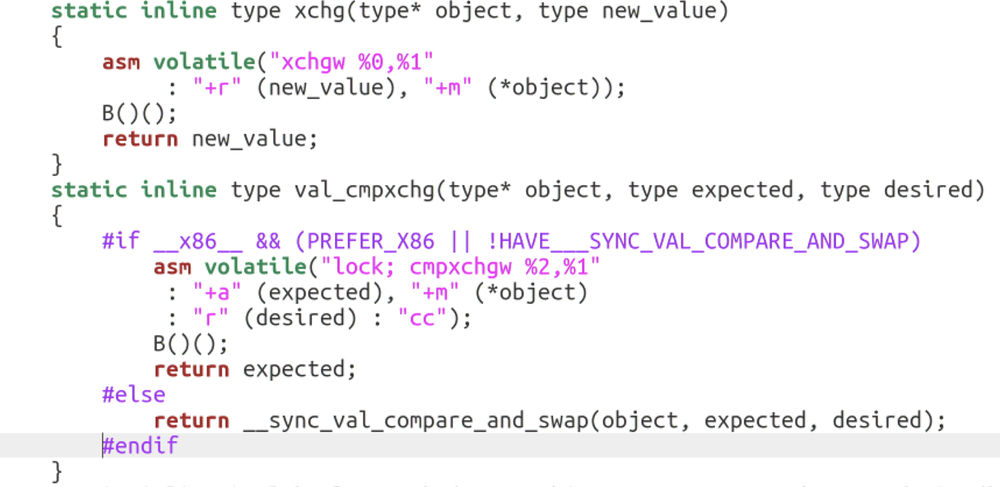 static inline type xchg(type* object, type new_value)
{
    asm volatile("xchgw %0,%1"
         : "+r" (new_value), "+m" (*object));
    B()();
    return new_value;
}
static inline type val_cmpxchg(type* object, type expected, type desired)
{
    #if __x86__ && (PREFER_X86 || !HAVE___SYNC_VAL_COMPARE_AND_SWAP)
        asm volatile("lock; cmpxchgw %2,%1"
         : "+a" (expected), "+m" (*object)
         : "r" (desired) : "cc");
        B()();
        return expected;
    #else
        return __sync_val_compare_and_swap(object, expected, desired);
    #endif
}